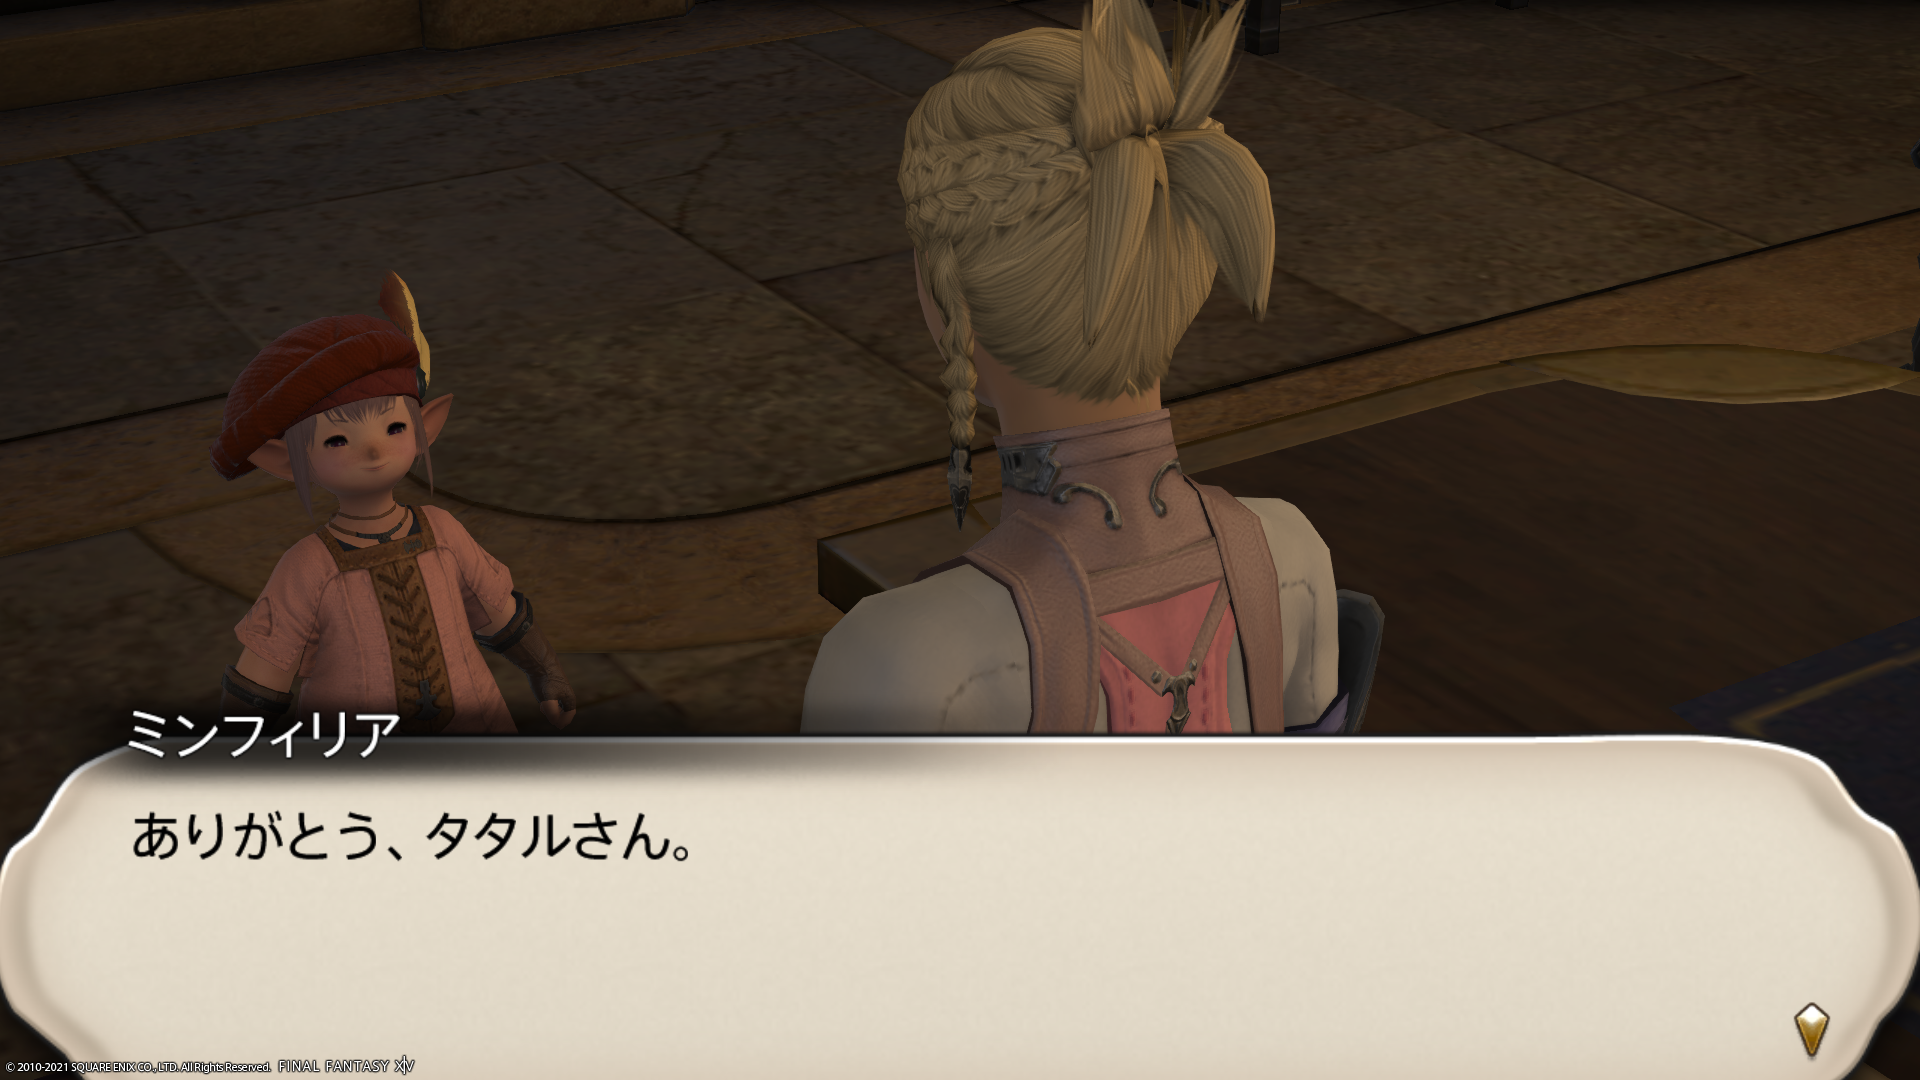 ミンフィリア
ありがとう、タタルさん。
© 2010-2021 SQUARE ENIX CO., LTD. All Rights Reserved. FINAL FANTASY XIV